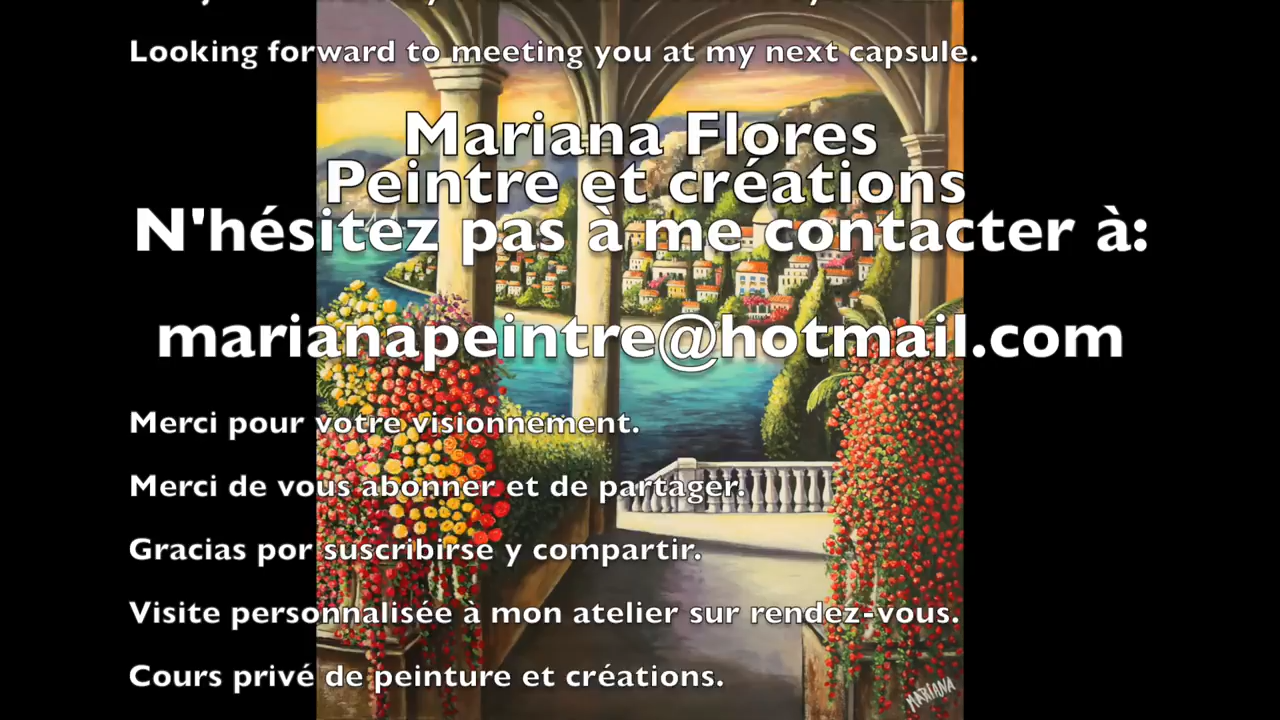 Looking forward to meeting you at my next capsule.
Mariana Flores
Peintre et créations
N'hésitez pas à me contacter à:
marianapeintre@hotmail.com
Merci pour votre visionnement.
Merci de vous abonner et de partager.
Gracias por suscribirse y compartir.
Visite personnalisée à mon atelier sur rendez-vous.
Cours privé de peinture et créations.
MARIANA